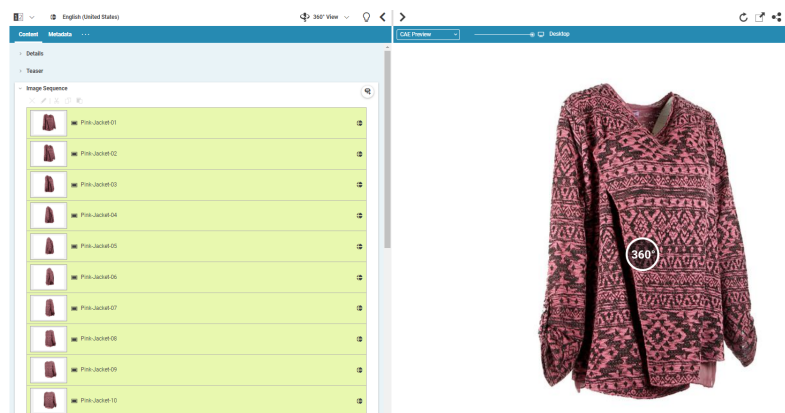 English (United States)
360° View
Content Metadata ...
CAE Preview
Desktop
Details
Teaser
Image Sequence
Pink-Jacket-01
Pink-Jacket-02
Pink-Jacket-03
Pink-Jacket-04
Pink-Jacket-05
Pink-Jacket-06
Pink-Jacket-07
Pink-Jacket-08
Pink-Jacket-09
Pink-Jacket-10
360°